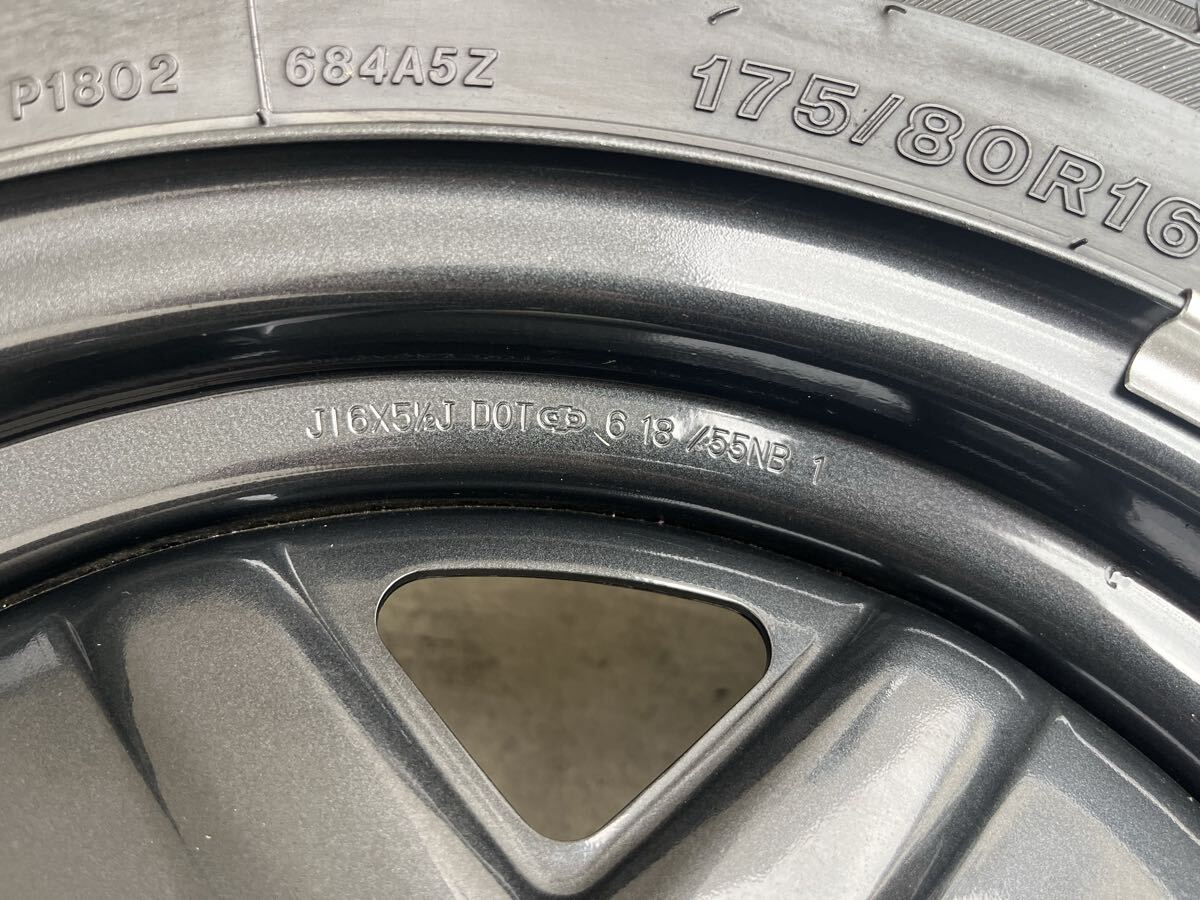 P1802 684A5Z 175/80R16
J16X5½J DOT 6 18 55NB 1